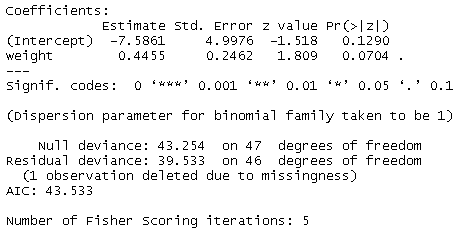 Coefficients:
Estimate Std. Error z value Pr(>|z|)
(Intercept) -7.5861 4.9976 -1.518 0.1290
weight 0.4455 0.2462 1.809 0.0704 .
---
Signif. codes: 0 ‘***’ 0.001 ‘**’ 0.01 ‘*’ 0.05 ‘.’ 0.1
(Dispersion parameter for binomial family taken to be 1)
Null deviance: 43.254 on 47 degrees of freedom
Residual deviance: 39.533 on 46 degrees of freedom
(1 observation deleted due to missingness)
AIC: 43.533
Number of Fisher Scoring iterations: 5